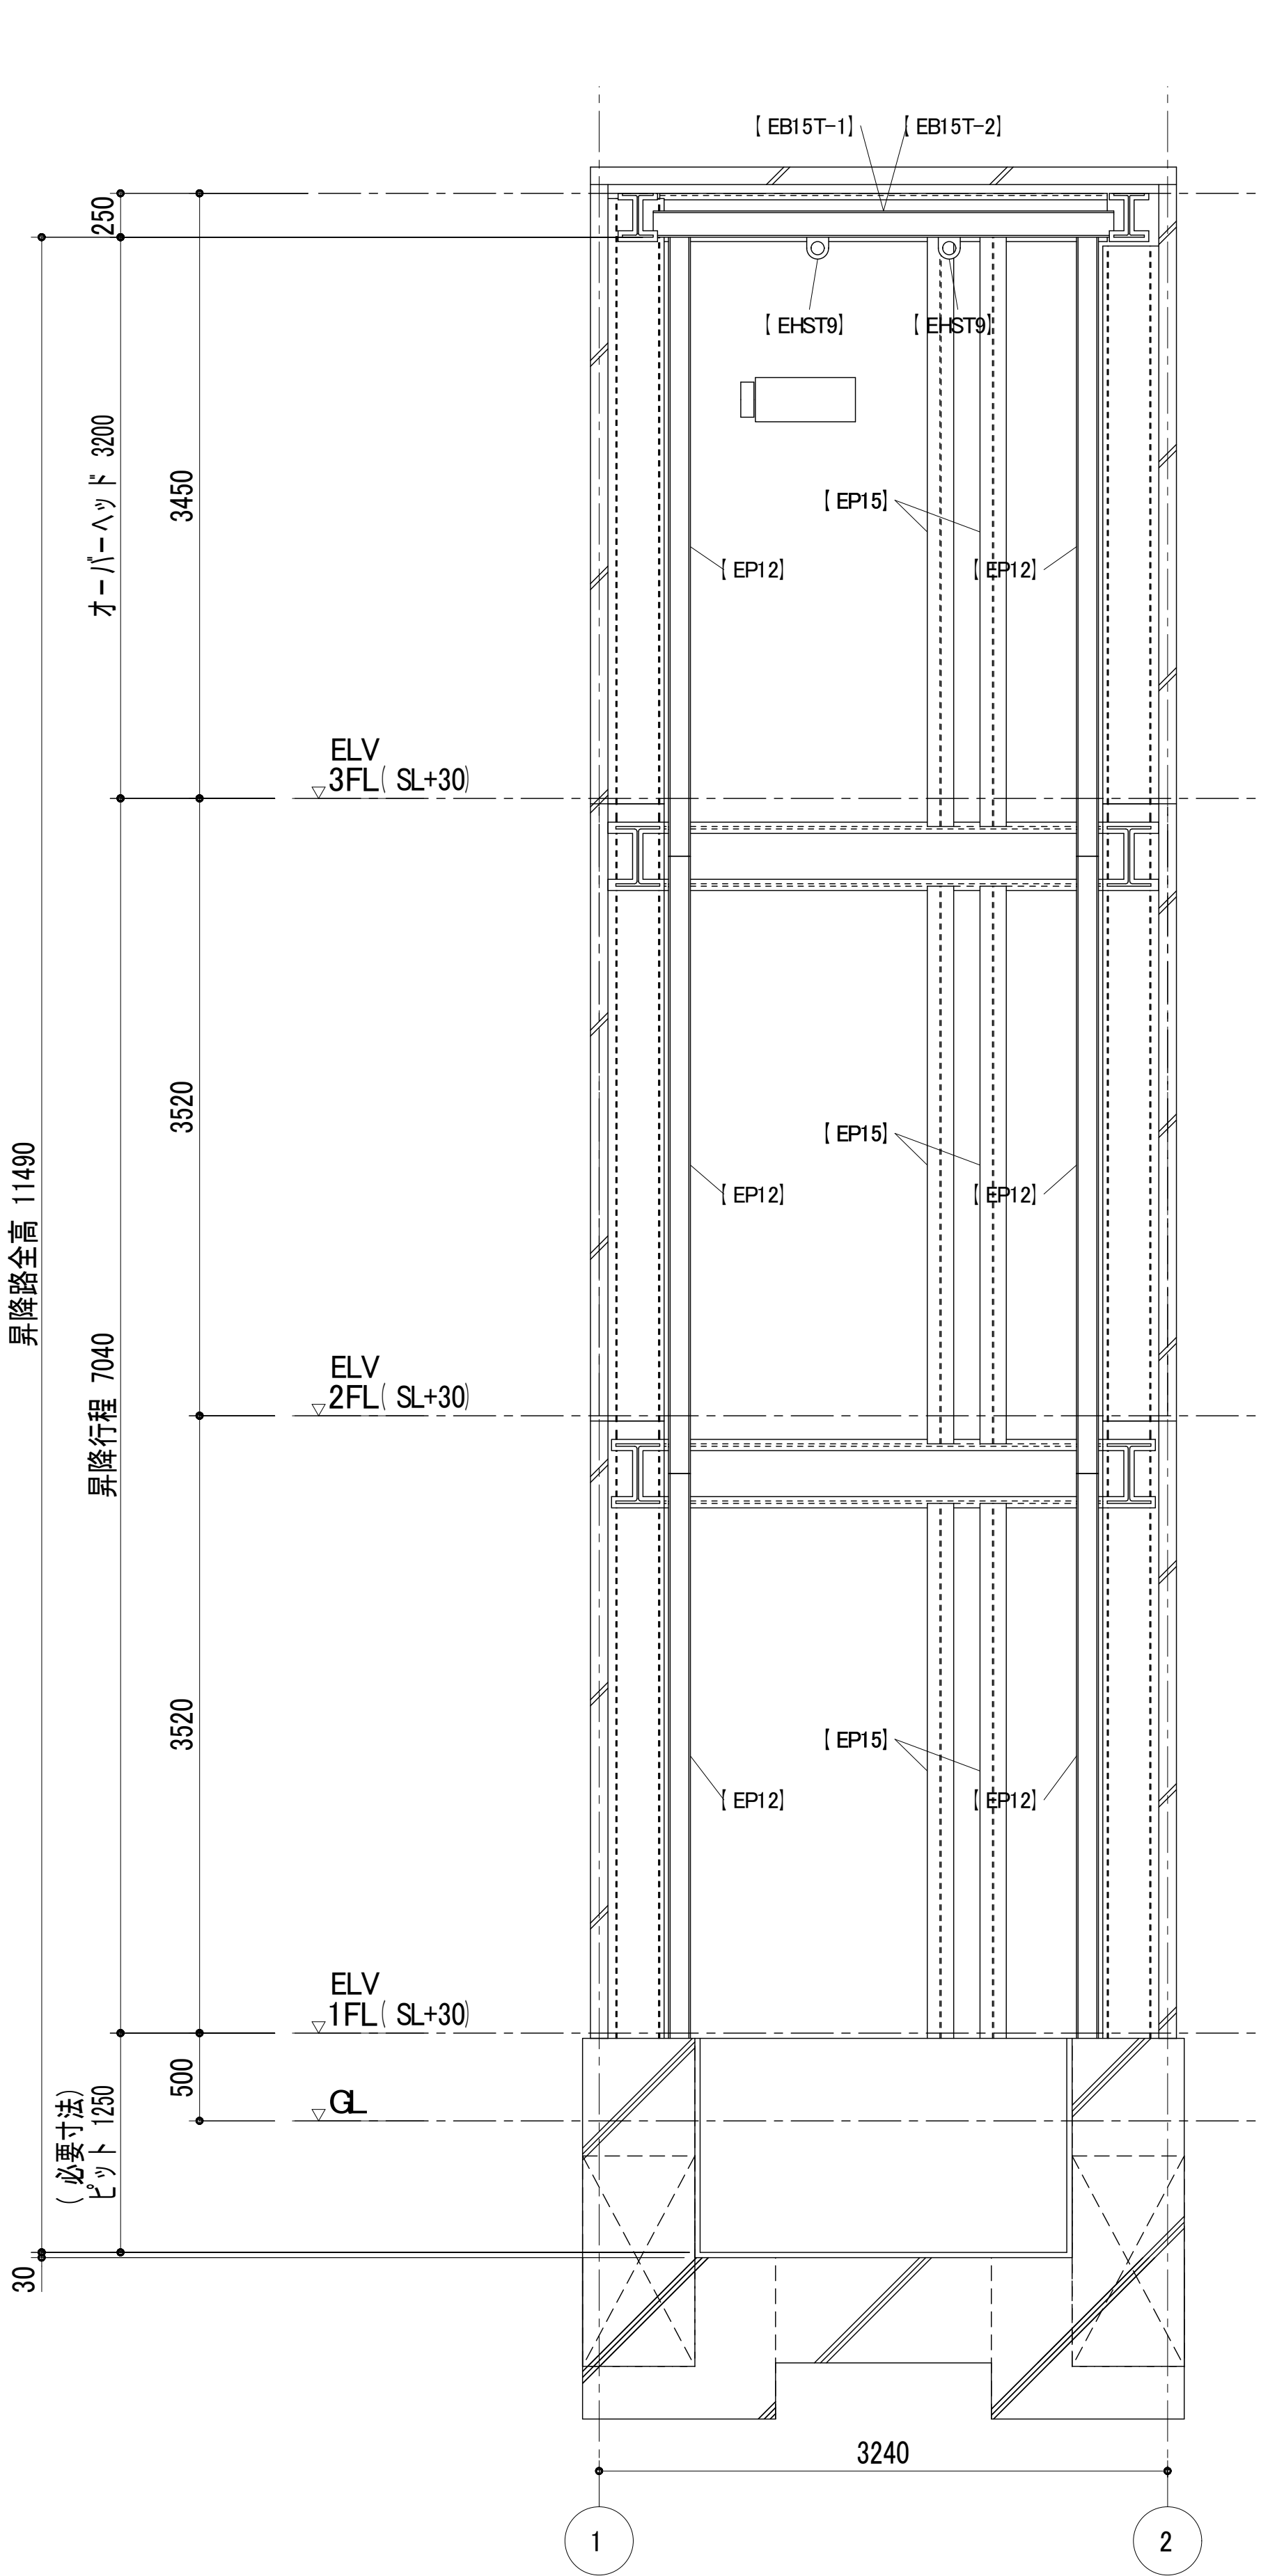 【EB15T-1】 【EB15T-2】
250
【EHST9】 【EHST9】
オーバーヘッド 3200
3450
【EP15】
【EP12】 【EP12】
ELV
▽3FL(SL+30)
3520
【EP15】
昇降路全高 11490
【EP12】 【EP12】
昇降行程 7040
ELV
▽2FL(SL+30)
3520
【EP15】
【EP12】 【EP12】
ELV
▽1FL(SL+30)
500
▽GL
(必要寸法)
ピット 1250
30
3240
1 2